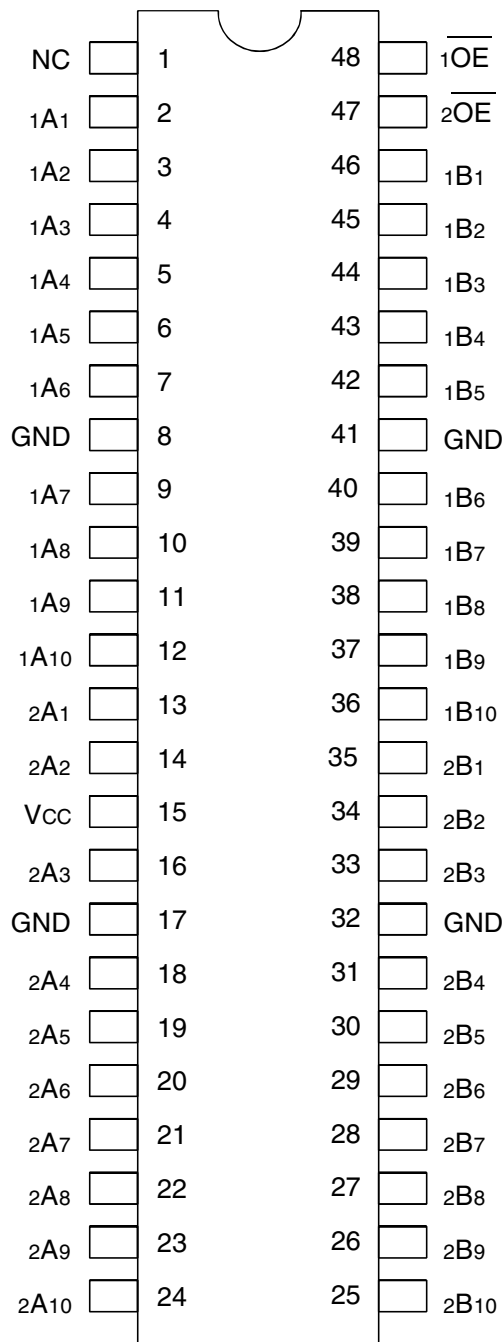 NC 1 48 1OE
1A1 2 47 2OE
1A2 3 46 1B1
1A3 4 45 1B2
1A4 5 44 1B3
1A5 6 43 1B4
1A6 7 42 1B5
GND 8 41 GND
1A7 9 40 1B6
1A8 10 39 1B7
1A9 11 38 1B8
1A10 12 37 1B9
2A1 13 36 1B10
2A2 14 35 2B1
VCC 15 34 2B2
2A3 16 33 2B3
GND 17 32 GND
2A4 18 31 2B4
2A5 19 30 2B5
2A6 20 29 2B6
2A7 21 28 2B7
2A8 22 27 2B8
2A9 23 26 2B9
2A10 24 25 2B10